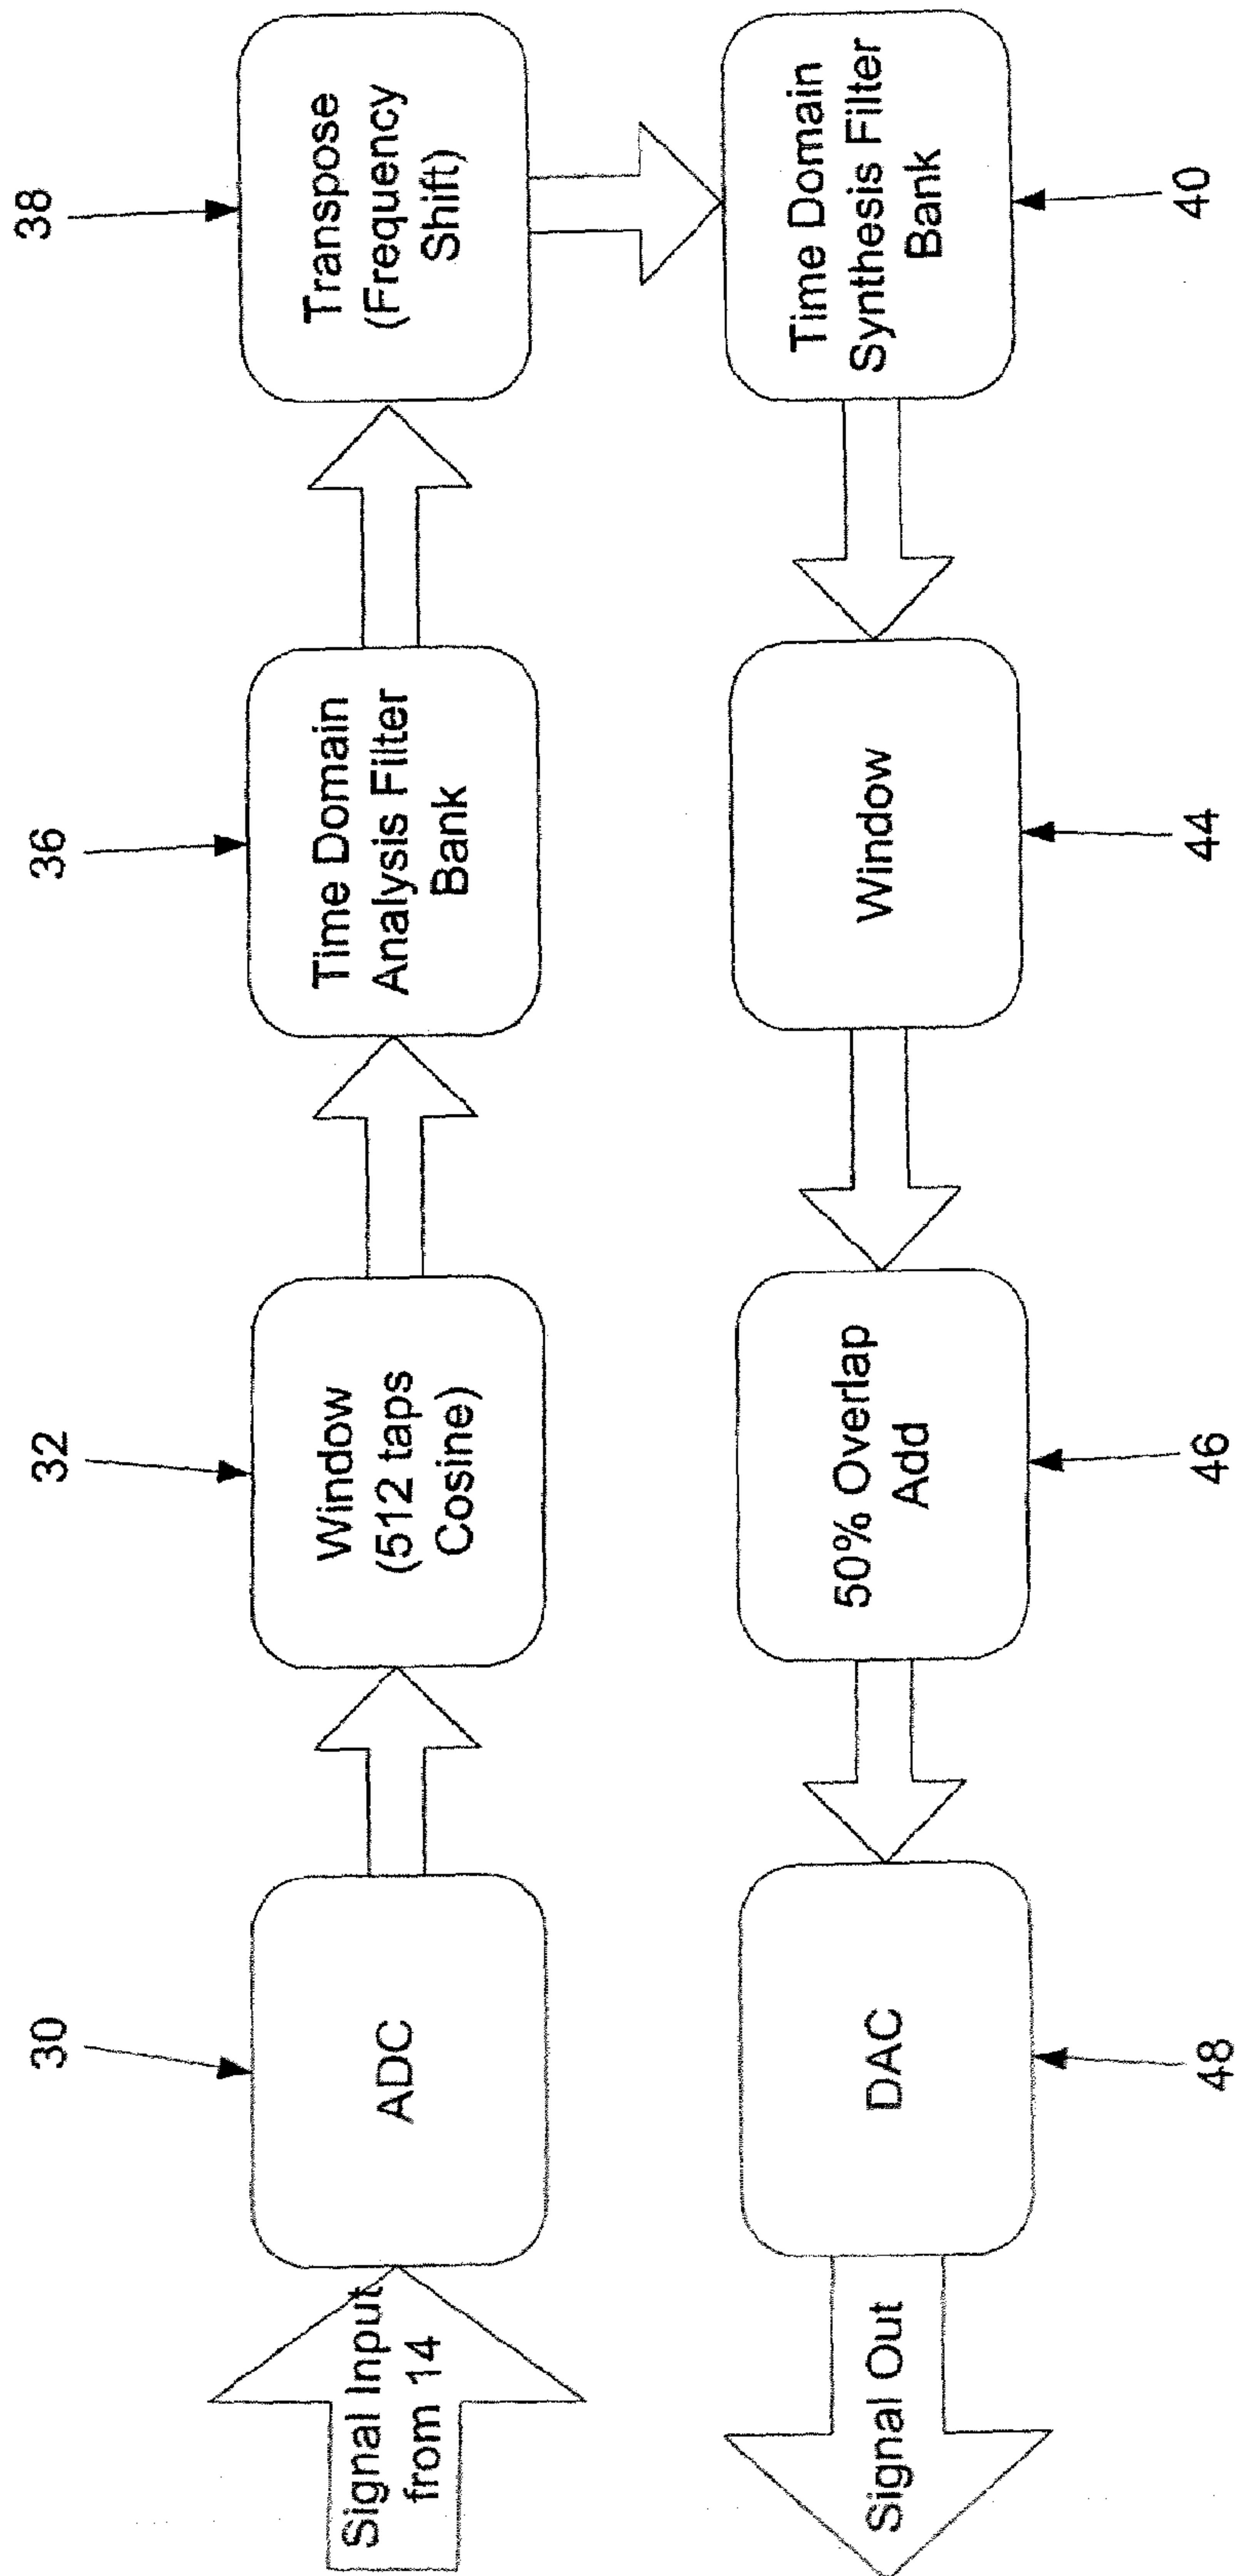 30
32
36
38
Signal Input
from 14
ADC
Window
(512 taps
Cosine)
Time Domain
Analysis Filter
Bank
Transpose
(Frequency
Shift)
Signal Out
DAC
50% Overlap
Add
Window
Time Domain
Synthesis Filter
Bank
48
46
44
40